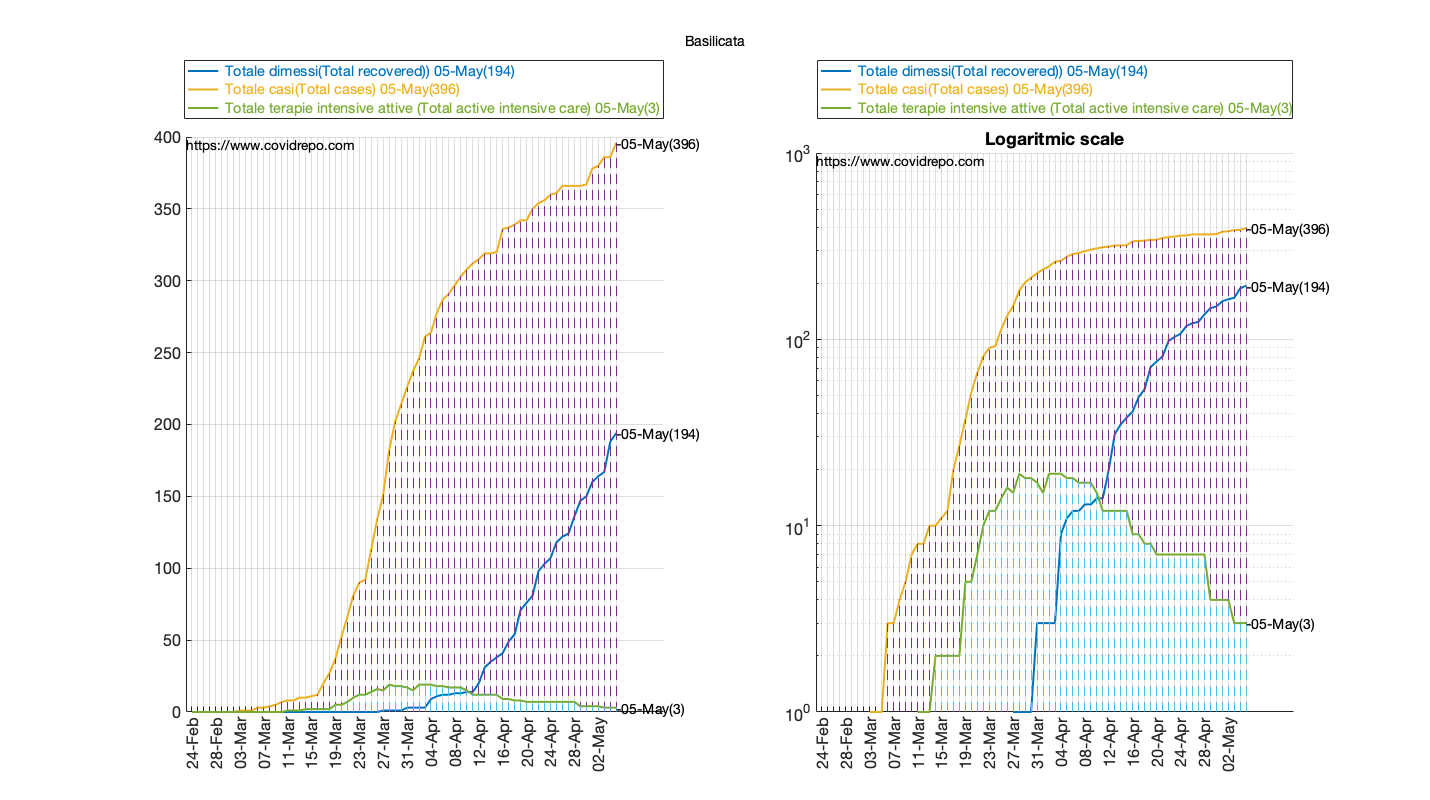 Basilicata
Totale dimessi(Total recovered)) 05-May(194)
Totale casi(Total cases) 05-May(396)
Totale terapie intensive attive (Total active intensive care) 05-May(3)
https://www.covidrepo.com
400
350
300
250
200
150
100
50
0
05-May(396)
05-May(194)
05-May(3)
24-Feb
28-Feb
03-Mar
07-Mar
11-Mar
15-Mar
19-Mar
23-Mar
27-Mar
31-Mar
04-Apr
08-Apr
12-Apr
16-Apr
20-Apr
24-Apr
28-Apr
02-May
Totale dimessi(Total recovered)) 05-May(194)
Totale casi(Total cases) 05-May(396)
Totale terapie intensive attive (Total active intensive care) 05-May(3)
Logaritmic scale
https://www.covidrepo.com
10³
10²
10¹
10⁰
05-May(396)
05-May(194)
05-May(3)
24-Feb
28-Feb
03-Mar
07-Mar
11-Mar
15-Mar
19-Mar
23-Mar
27-Mar
31-Mar
04-Apr
08-Apr
12-Apr
16-Apr
20-Apr
24-Apr
28-Apr
02-May